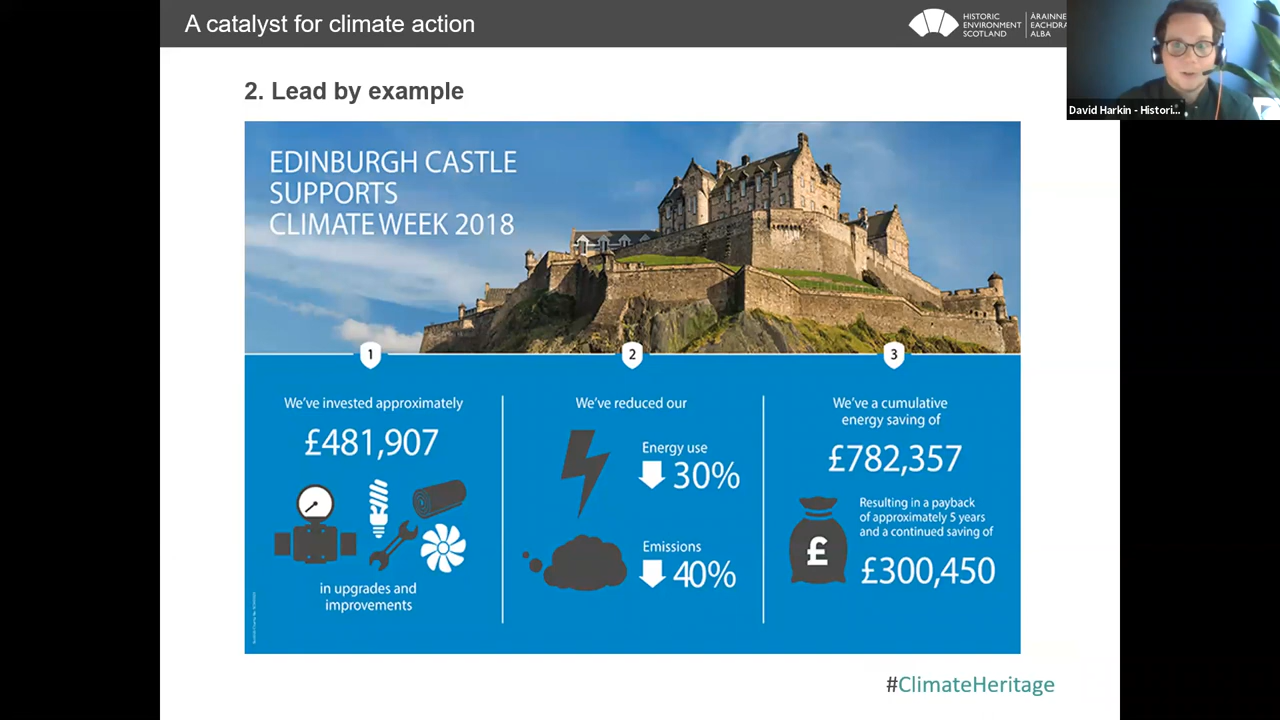 A catalyst for climate action
HISTORIC
ENVIRONMENT
SCOTLAND
ÀRAINNE
EACHDRA
ALBA
David Harkin - Histori...
2. Lead by example
EDINBURGH CASTLE
SUPPORTS
CLIMATE WEEK 2018
1
2
3
We've invested approximately
£481,907
in upgrades and
improvements
We've reduced our
Energy use
30%
Emissions
40%
We've a cumulative
energy saving of
£782,357
Resulting in a payback
of approximately 5 years
and a continued saving of
£
£300,450
#ClimateHeritage